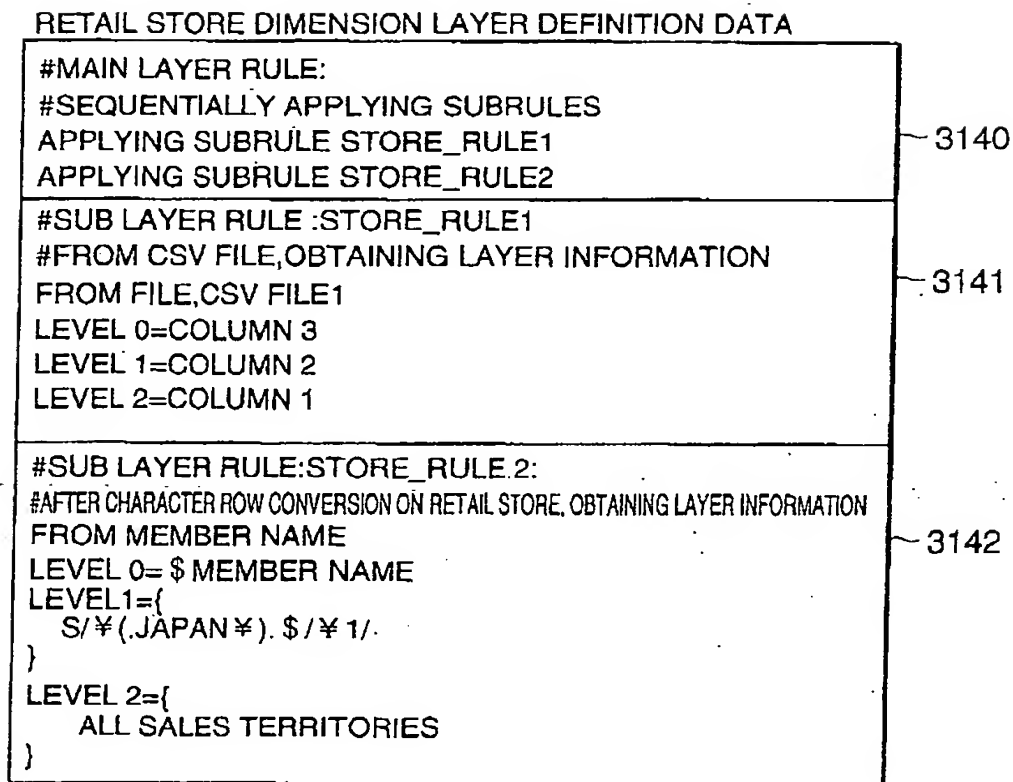 RETAIL STORE DIMENSION LAYER DEFINITION DATA
#MAIN LAYER RULE:
#SEQUENTIALLY APPLYING SUBRULES
APPLYING SUBRULE STORE_RULE1
APPLYING SUBRULE STORE_RULE2
3140
#SUB LAYER RULE :STORE_RULE1
#FROM CSV FILE,OBTAINING LAYER INFORMATION
FROM FILE,CSV FILE1
LEVEL 0=COLUMN 3
LEVEL 1=COLUMN 2
LEVEL 2=COLUMN 1
3141
#SUB LAYER RULE:STORE_RULE.2:
#AFTER CHARACTER ROW CONVERSION ON RETAIL STORE, OBTAINING LAYER INFORMATION
FROM MEMBER NAME
LEVEL 0= $ MEMBER NAME
LEVEL1={
S/¥(.JAPAN¥). $/¥1/
}
LEVEL 2={
ALL SALES TERRITORIES
}
3142